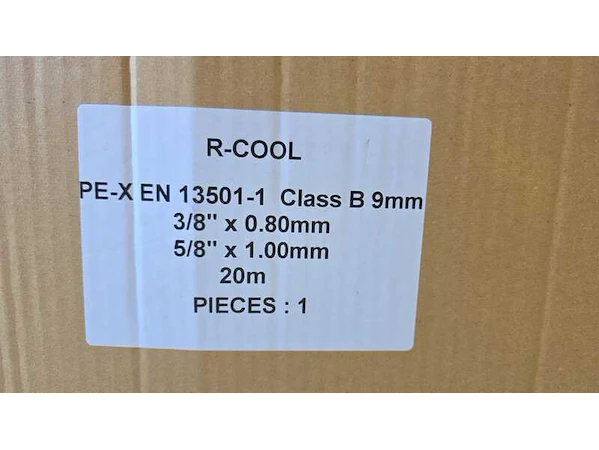 R-COOL
PE-X EN 13501-1 Class B 9mm
3/8" x 0.80mm
5/8" x 1.00mm
20m
PIECES : 1